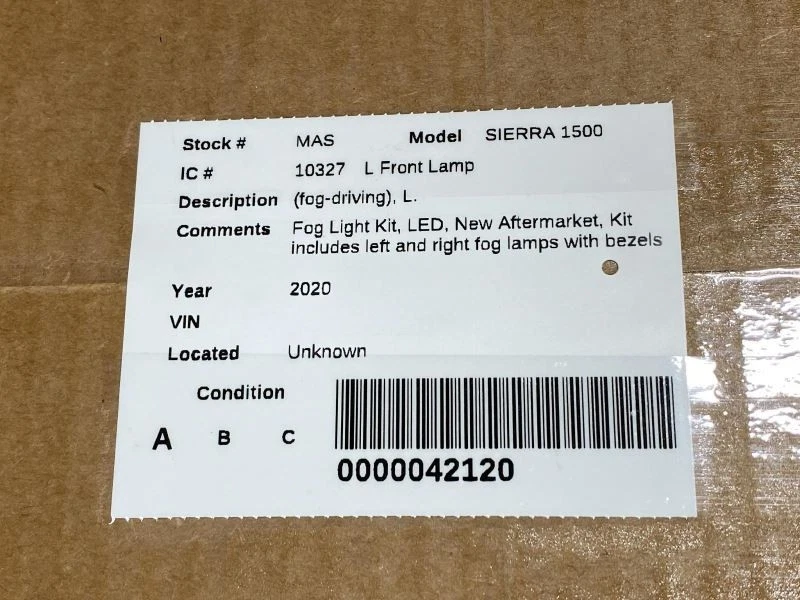 Stock # MAS Model SIERRA 1500
IC # 10327 L Front Lamp
Description (fog-driving), L.
Comments Fog Light Kit, LED, New Aftermarket, Kit
includes left and right fog lamps with bezels
Year 2020
VIN
Located Unknown
Condition
A B C
0000042120